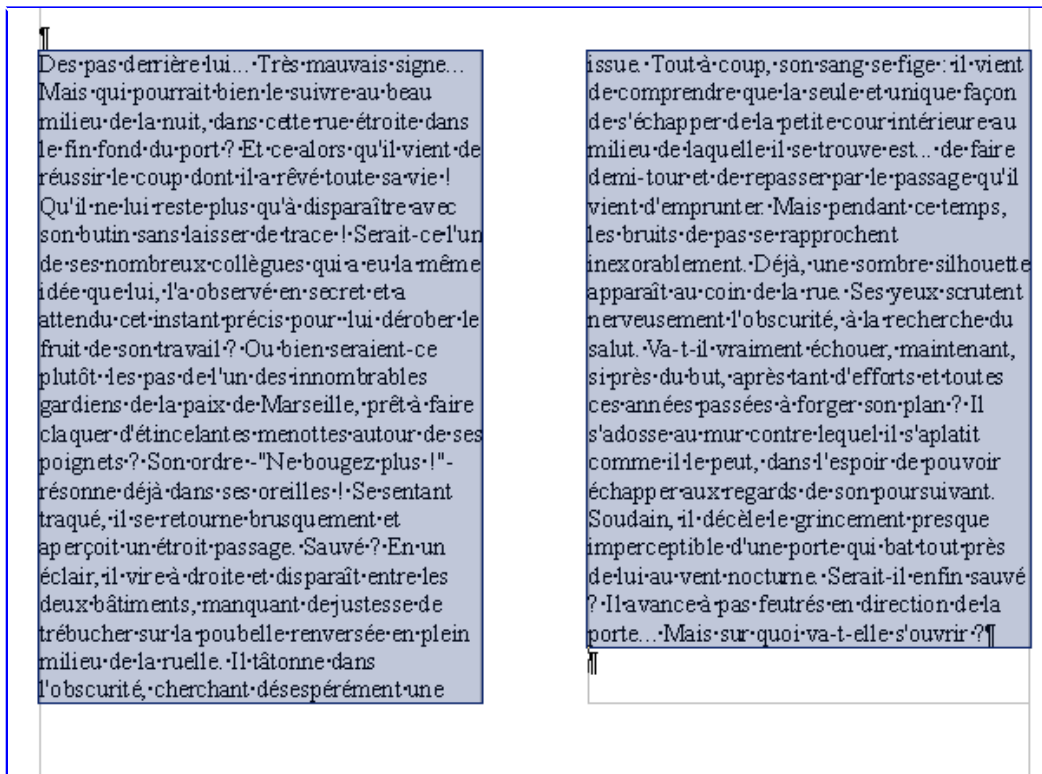 ¶
Des pas derrière lui... Très mauvais signe...
Mais qui pourrait bien le suivre au beau
milieu de la nuit, dans cette rue étroite dans
le fin fond du port ? Et ce alors qu'il vient de
réussir le coup dont il a rêvé toute sa vie !
Qu'il ne lui reste plus qu'à disparaître avec
son butin sans laisser de trace ! Serait-ce l'un
de ses nombreux collègues qui a eu la même
idée que lui, l'a observé en secret et a
attendu cet instant précis pour  lui dérober le
fruit de son travail ? Ou bien seraient-ce
plutôt  les pas de l'un des innombrables
gardiens de la paix de Marseille, prêt à faire
claquer d'étincelantes menottes autour de ses
poignets ? Son ordre -"Ne bougez plus !"-
résonne déjà dans ses oreilles ! Se sentant
traqué, il se retourne brusquement et
aperçoit un étroit passage. Sauvé ? En un
éclair, il vire à droite et disparaît entre les
deux bâtiments, manquant de justesse de
trébucher sur la poubelle renversée en plein
milieu de la ruelle. Il tâtonne dans
l'obscurité, cherchant désespérément une
issue. Tout à coup, son sang se fige : il vient
de comprendre que la seule et unique façon
de s'échapper de la petite cour intérieure au
milieu de laquelle il se trouve est... de faire
demi-tour et de repasser par le passage qu'il
vient d'emprunter. Mais pendant ce temps,
les bruits de pas se rapprochent
inexorablement. Déjà, une sombre silhouette
apparaît au coin de la rue. Ses yeux scrutent
nerveusement l'obscurité, à la recherche du
salut. Va-t-il vraiment échouer, maintenant,
si près du but, après tant d'efforts et toutes
ces années passées à forger son plan ? Il
s'adosse au mur contre lequel il s'aplatit
comme il le peut, dans l'espoir de pouvoir
échapper aux regards de son poursuivant.
Soudain, il décèle le grincement presque
imperceptible d'une porte qui bat tout près
de lui au vent nocturne. Serait-il enfin sauvé
? Il avance à pas feutrés en direction de la
porte... Mais sur quoi va-t-elle s'ouvrir ?¶
¶